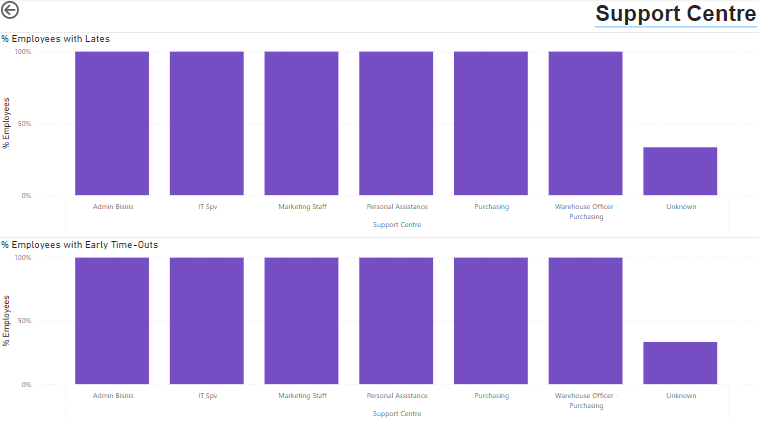 Support Centre
% Employees with Lates
% Employees
100%
50%
0%
Admin Bisnis
IT Spv
Marketing Staff
Personal Assistance
Purchasing
Warehouse Officer -
Purchasing
Unknown
Support Centre
% Employees with Early Time-Outs
% Employees
100%
50%
0%
Admin Bisnis
IT Spv
Marketing Staff
Personal Assistance
Purchasing
Warehouse Officer -
Purchasing
Unknown
Support Centre